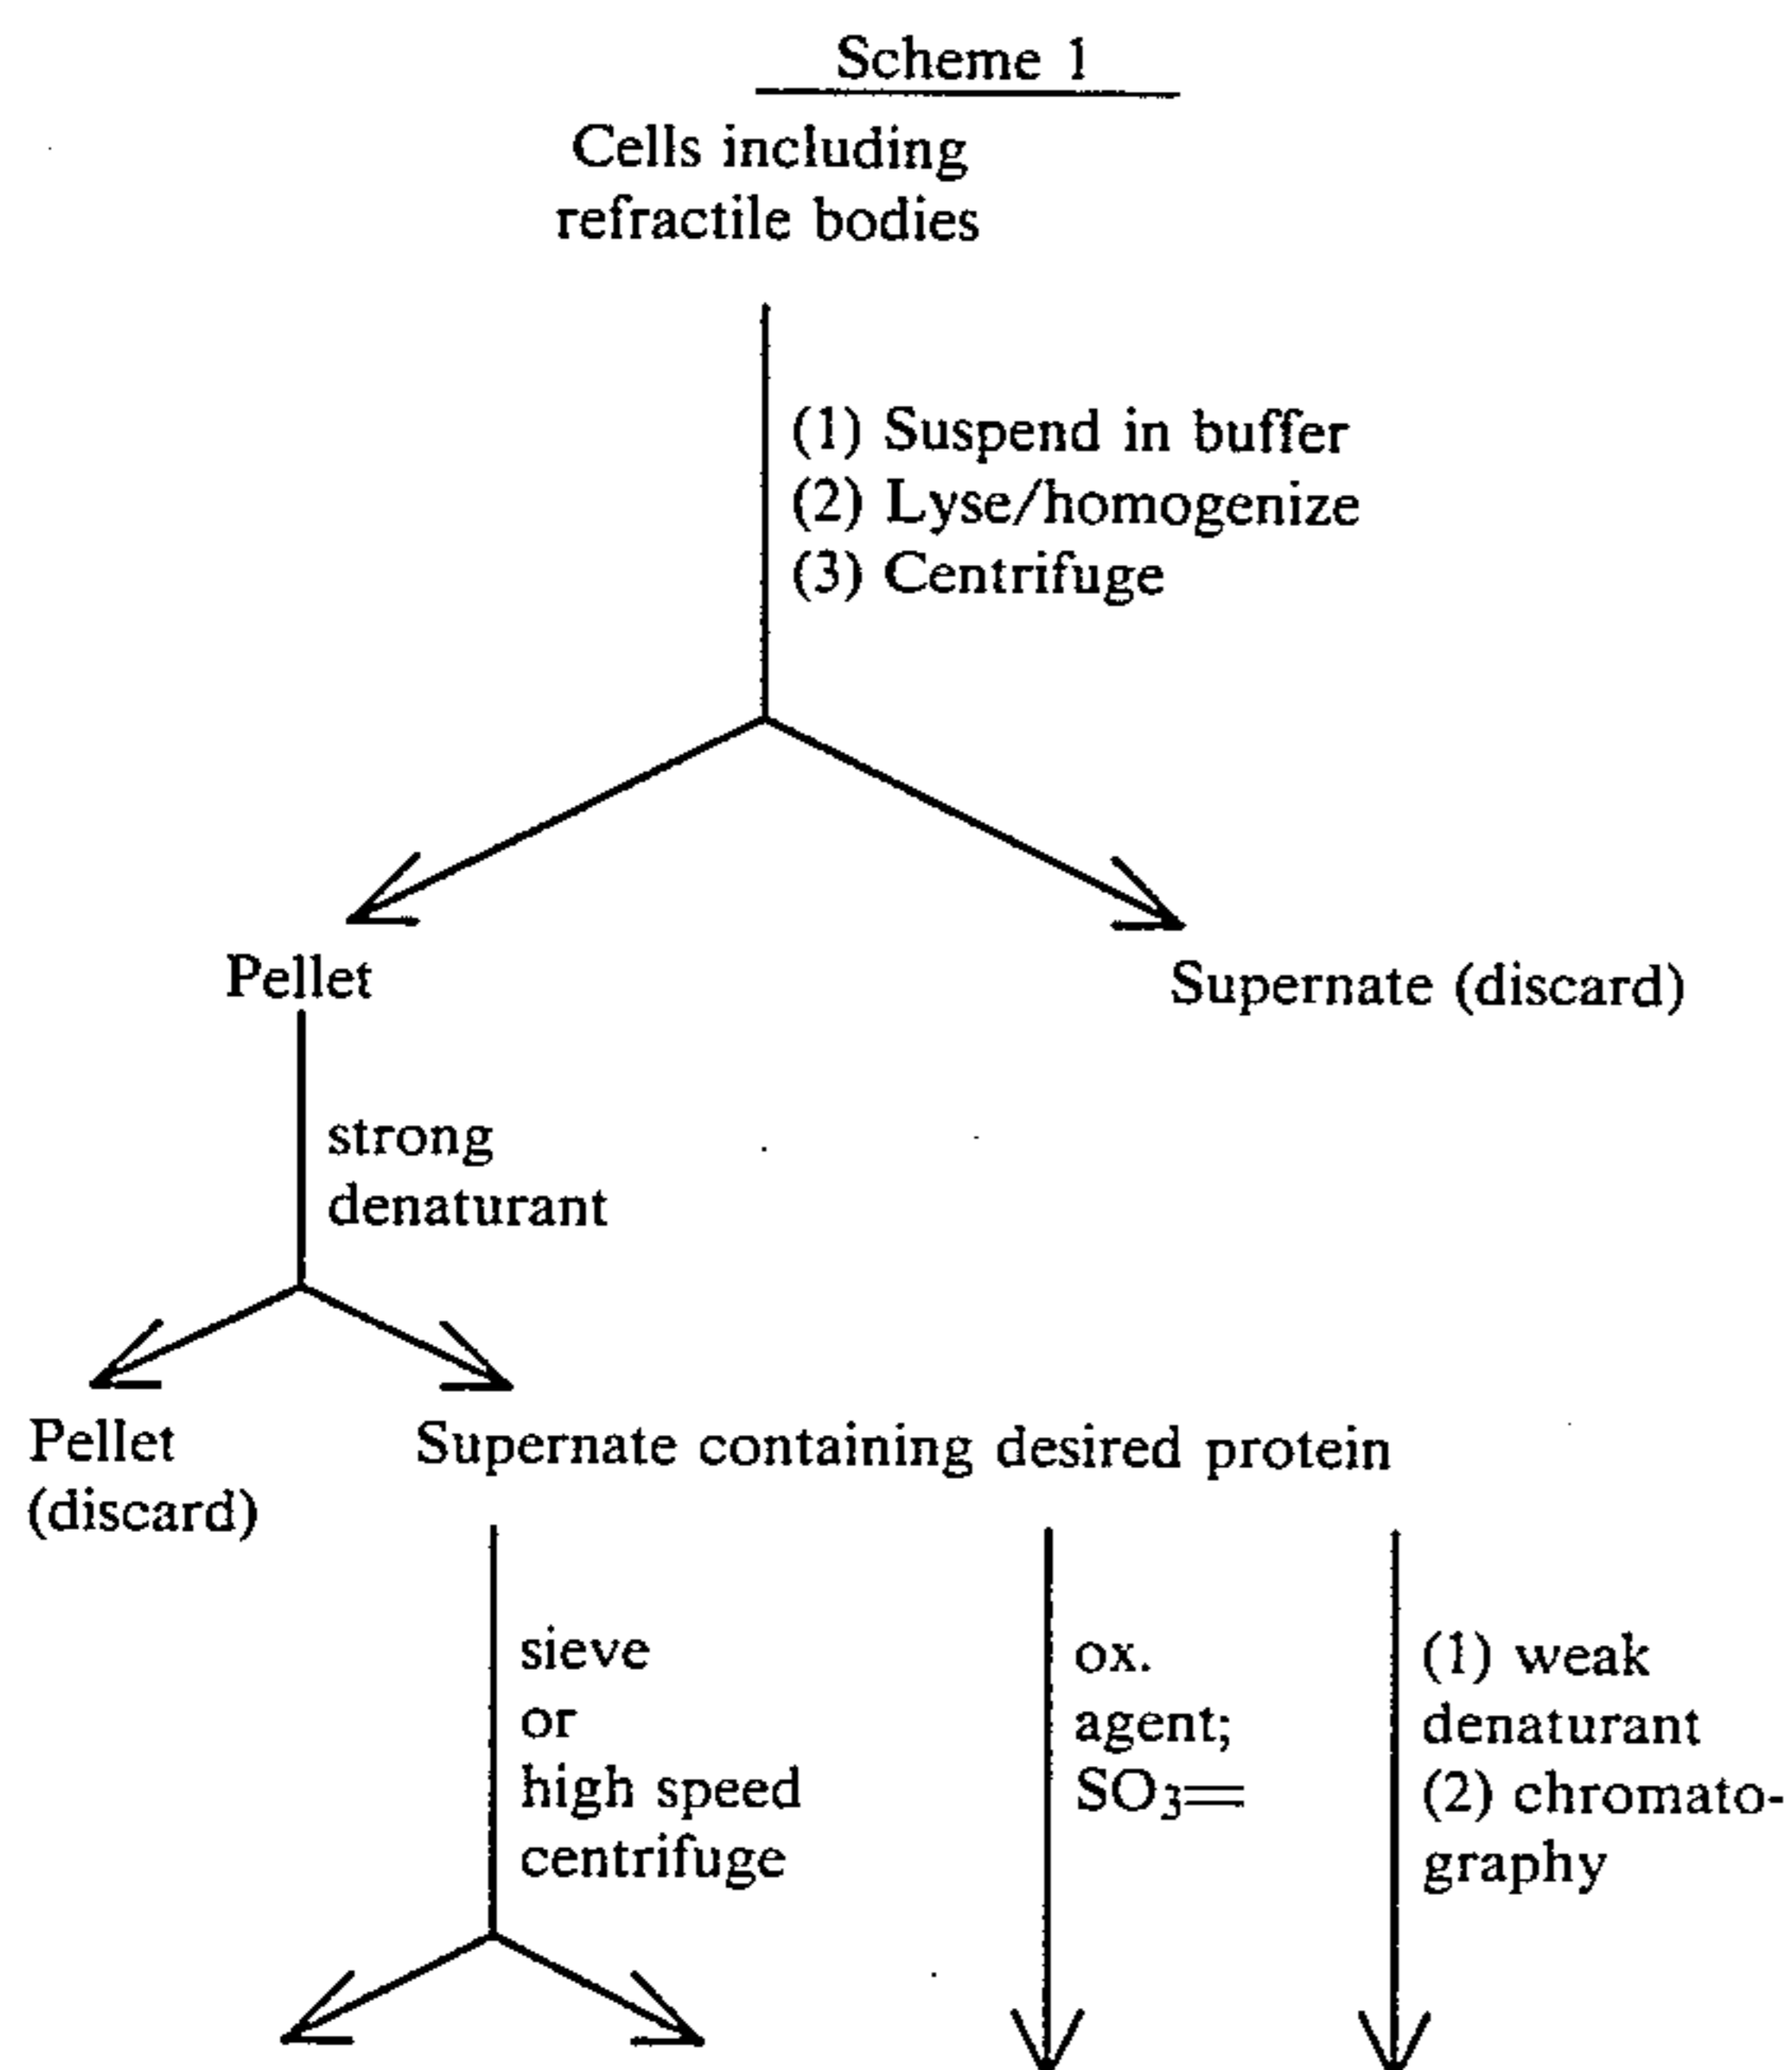 Scheme 1
Cells including
refractile bodies
(1) Suspend in buffer
(2) Lyse/homogenize
(3) Centrifuge
Pellet
Supernate (discard)
strong
denaturant
Pellet
(discard)
Supernate containing desired protein
sieve
or
high speed
centrifuge
ox.
agent;
SO3=
(1) weak
denaturant
(2) chromato-
graphy